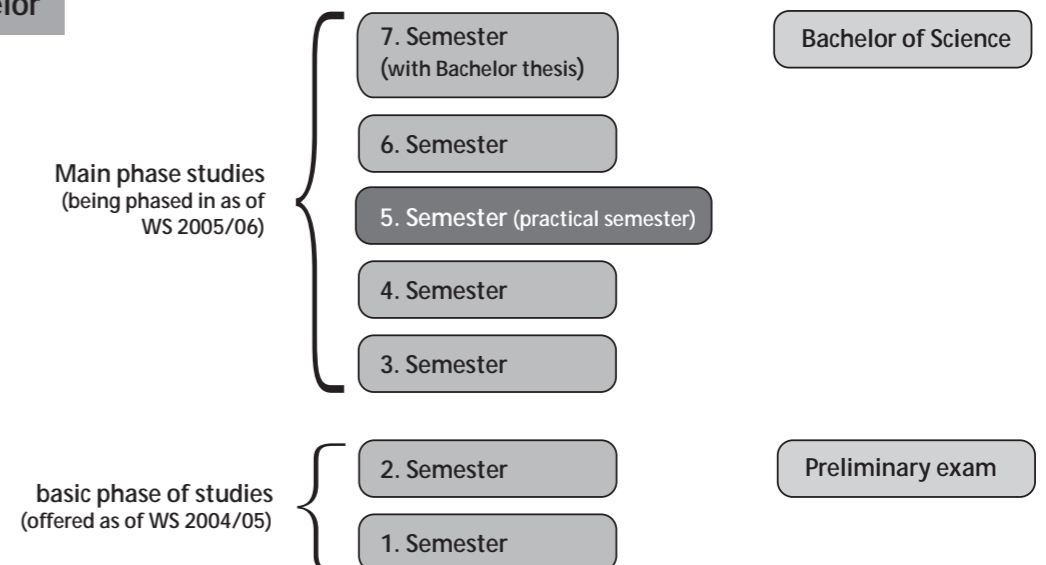 7. Semester
(with Bachelor thesis)
Bachelor of Science
6. Semester
Main phase studies
(being phased in as of
WS 2005/06)
5. Semester (practical semester)
4. Semester
3. Semester
2. Semester
Preliminary exam
basic phase of studies
(offered as of WS 2004/05)
1. Semester